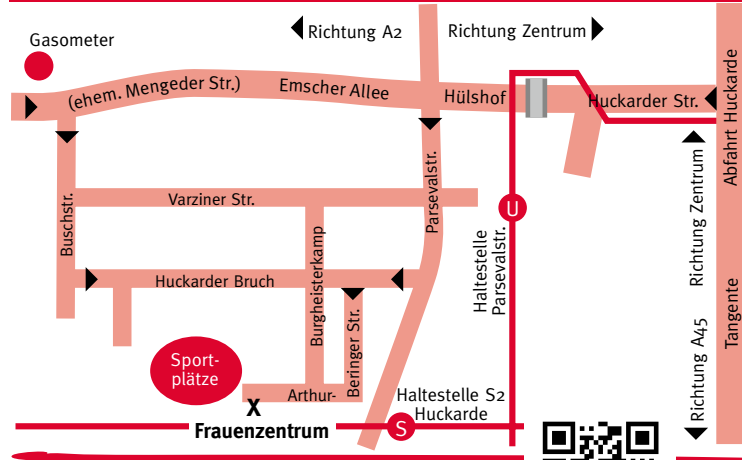 Gasometer
Richtung A2
Richtung Zentrum
(ehem. Mengeder Str.)
Emscher Allee
Hülshof
Huckarder Str.
Abfahrt Huckarde
Tangente
Buschstr.
Varziner Str.
Parsevalstr.
U
Haltestelle
Parsevalstr.
Richtung Zentrum
Richtung A45
Huckarder Bruch
Burgheisterkamp
Beringer Str.
Sport-
plätze
Arthur-
X
Frauenzentrum
Haltestelle S2
Huckarde
S